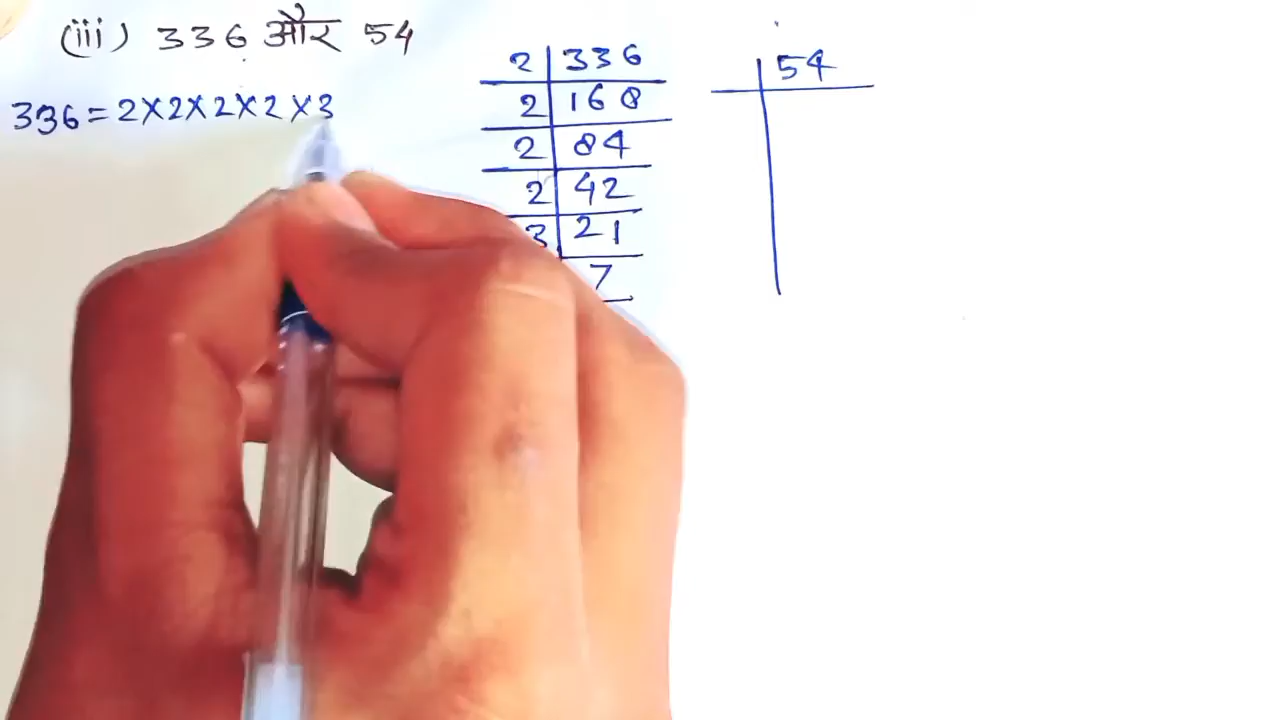 (iii) 336 और 54
336 = 2×2×2×2×3
2 | 336
2 | 168
2 | 84
2 | 42
3 | 21
7
54